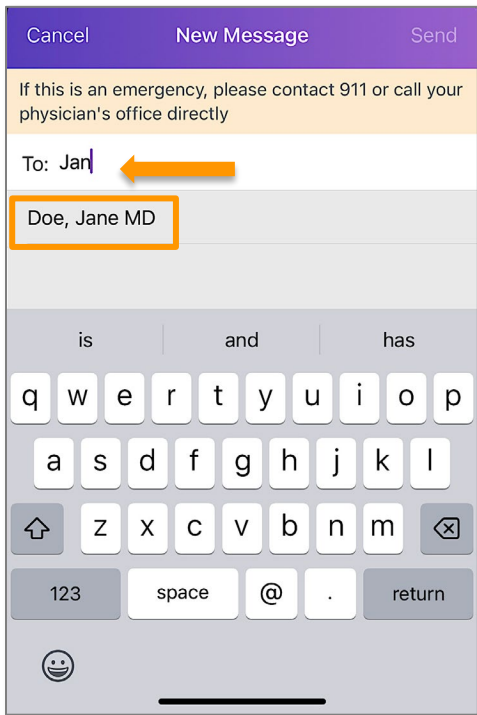 Cancel New Message Send
If this is an emergency, please contact 911 or call your
physician's office directly
To: Jan
Doe, Jane MD
is and has
q w e r t y u i o p
a s d f g h j k l
z x c v b n m
123 space @ . return